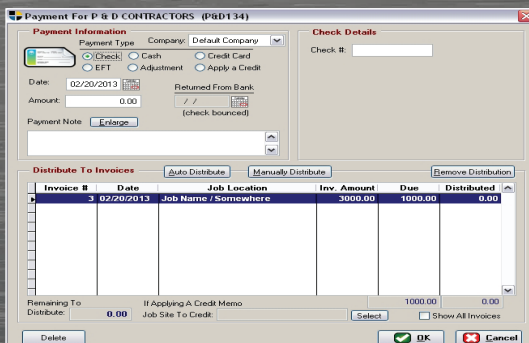 Payment For P & D CONTRACTORS (P&D134)
Payment Information
Payment Type Company: Default Company
Check Cash Credit Card
EFT Adjustment Apply a Credit
Date: 02/20/2013 Returned From Bank
Amount: 0.00 / /
(check bounced)
Payment Note Enlarge
Check Details
Check #:
Distribute To Invoices Auto Distribute Manually Distribute Remove Distribution
Invoice # Date Job Location Inv. Amount Due Distributed
3 02/20/2013 Job Name / Somewhere 3000.00 1000.00 0.00
Remaining To If Applying A Credit Memo 1000.00 0.00
Distribute: 0.00 Job Site To Credit: Select Show All Invoices
Delete OK Cancel